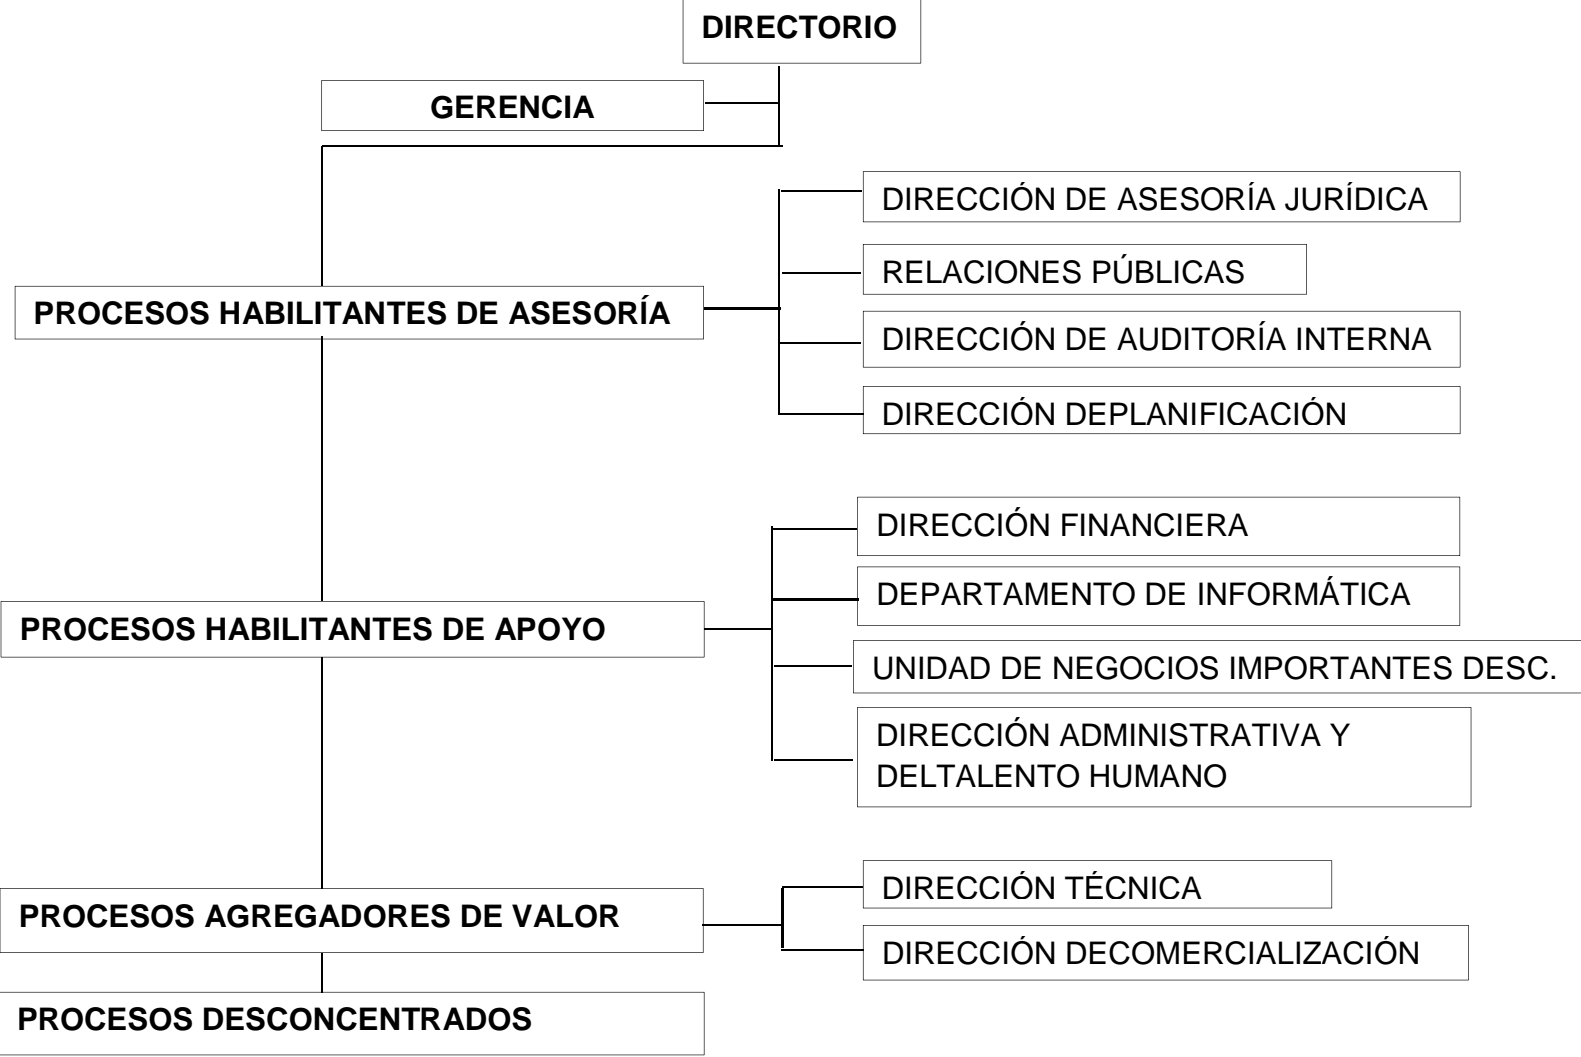 DIRECTORIO
GERENCIA
DIRECCIÓN DE ASESORÍA JURÍDICA
RELACIONES PÚBLICAS
PROCESOS HABILITANTES DE ASESORÍA
DIRECCIÓN DE AUDITORÍA INTERNA
DIRECCIÓN DEPLANIFICACIÓN
DIRECCIÓN FINANCIERA
DEPARTAMENTO DE INFORMÁTICA
PROCESOS HABILITANTES DE APOYO
UNIDAD DE NEGOCIOS IMPORTANTES DESC.
DIRECCIÓN ADMINISTRATIVA Y
DELTALENTO HUMANO
DIRECCIÓN TÉCNICA
PROCESOS AGREGADORES DE VALOR
DIRECCIÓN DECOMERCIALIZACIÓN
PROCESOS DESCONCENTRADOS